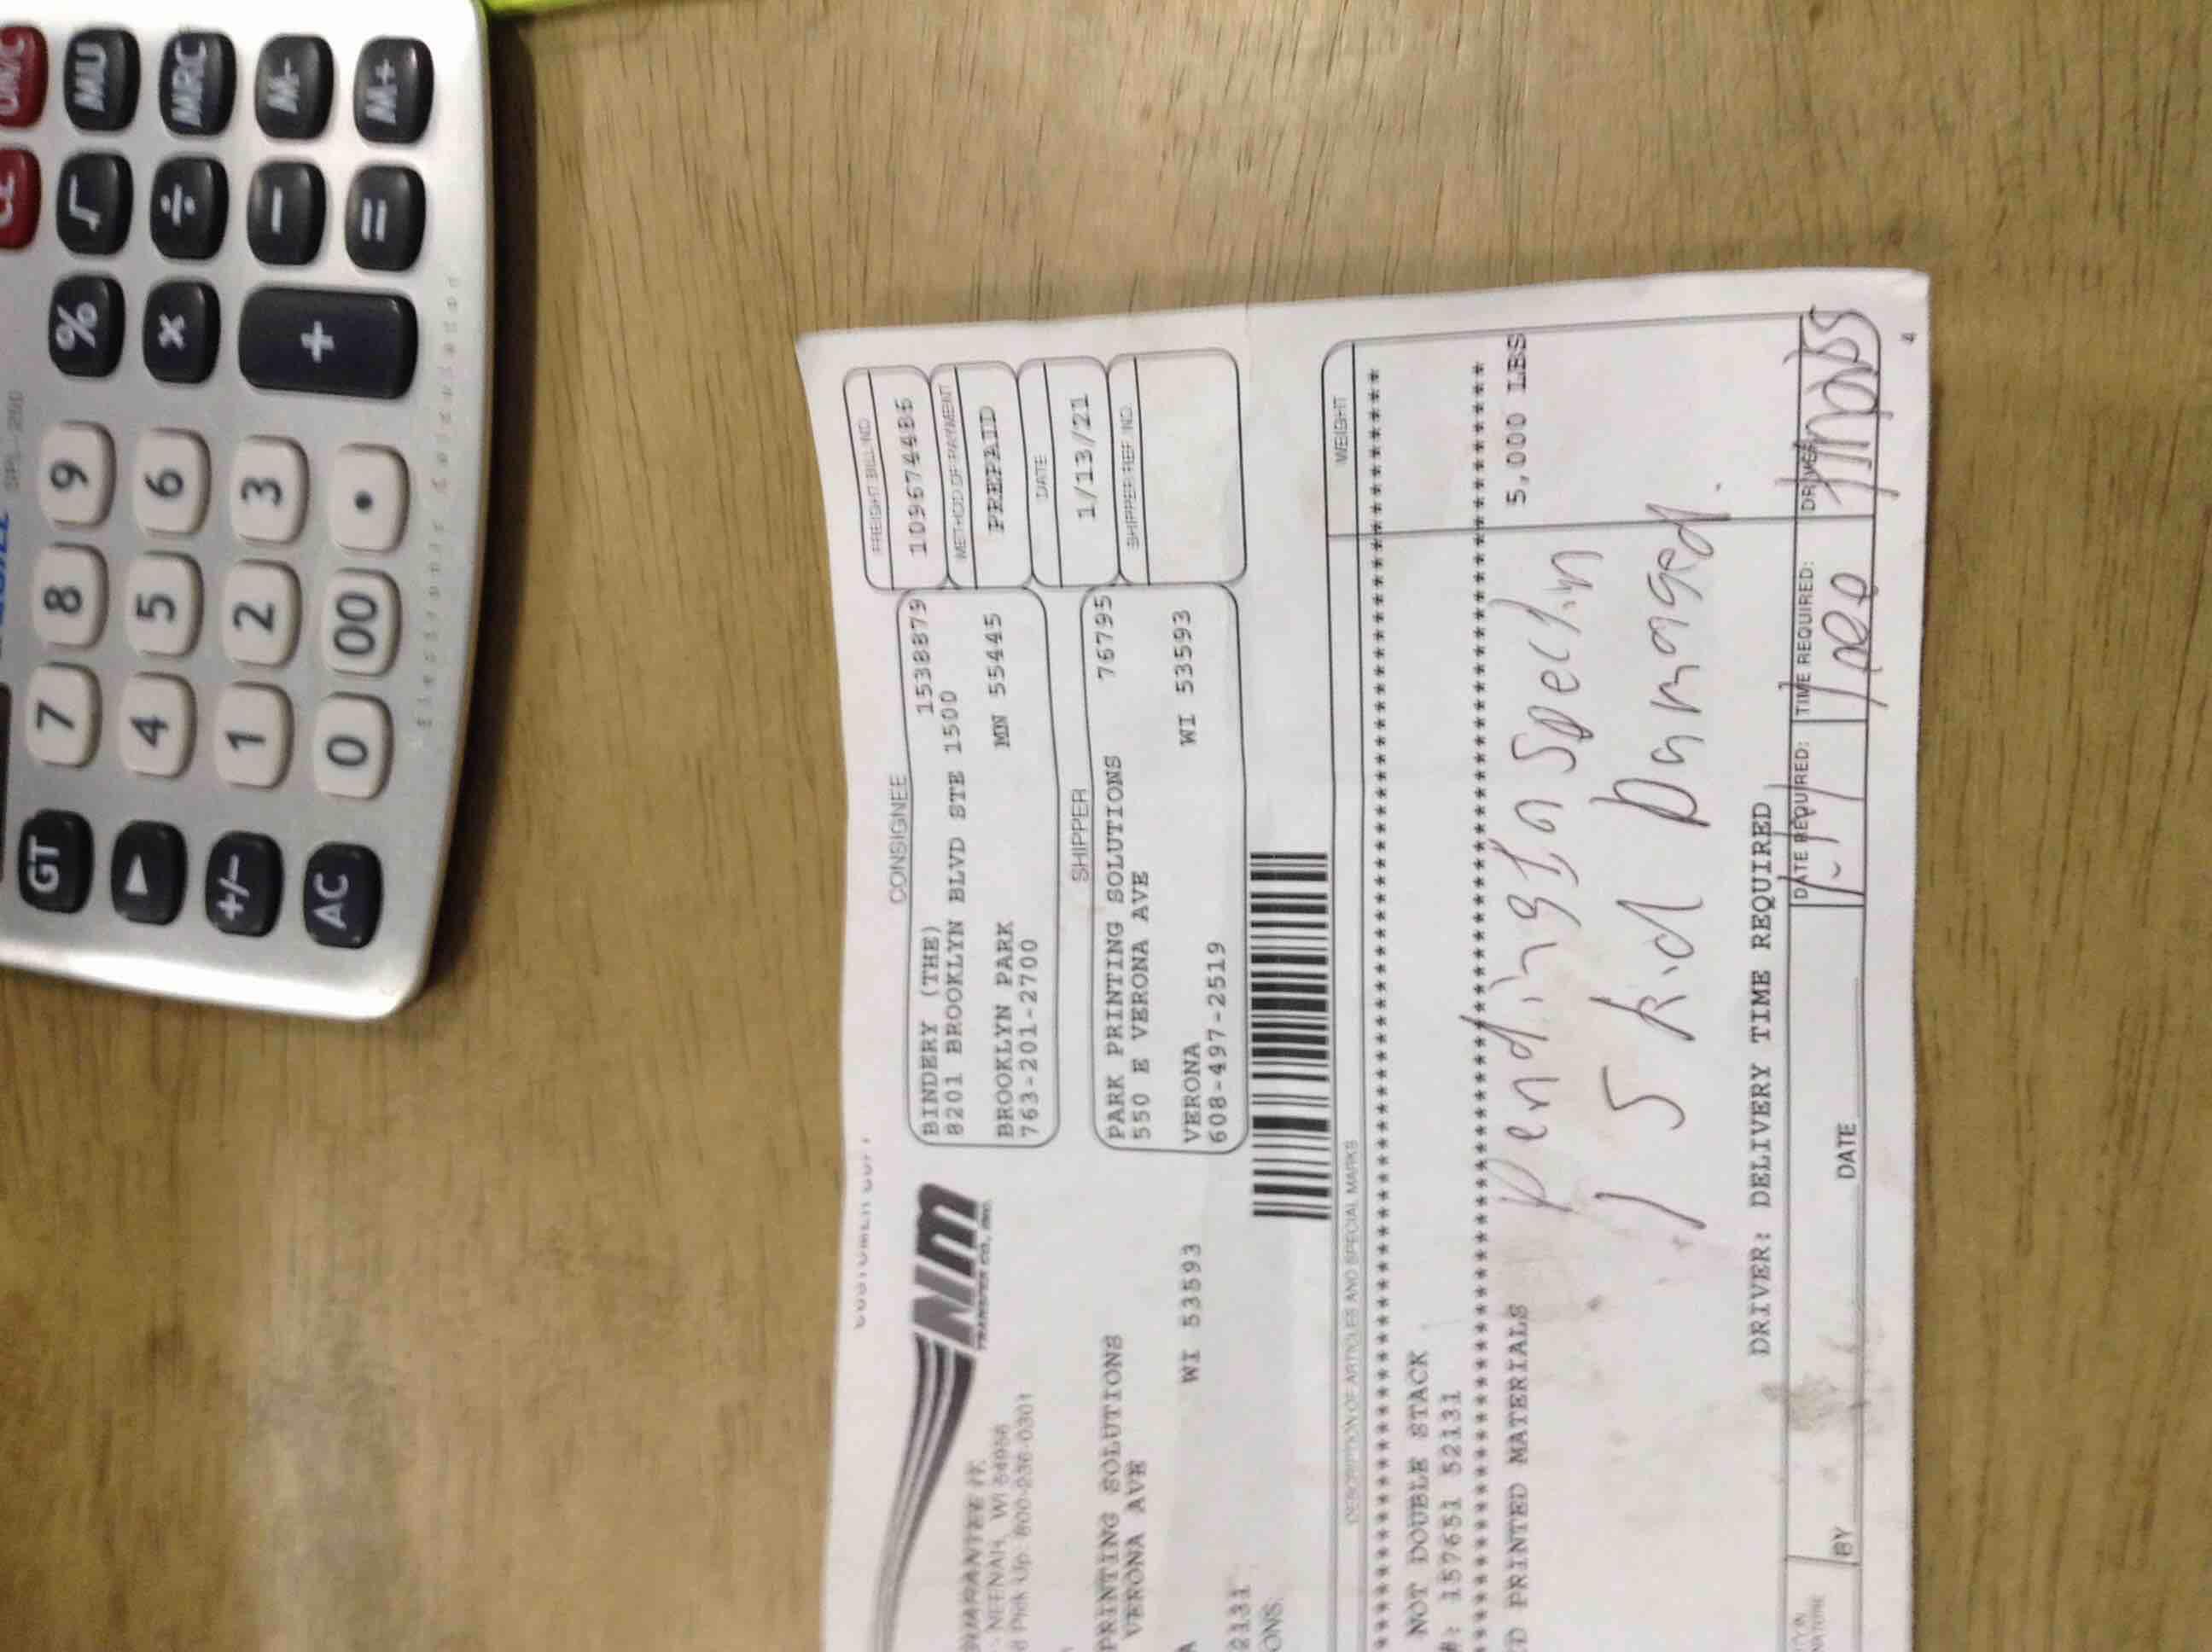 CUSTOMER COPY
Nm
TRANSFER CO., INC.
GUARANTEE IT.
NEENAH, WI 54956
Pick Up: 800-236-0301
PRINTING SOLUTIONS
VERONA AVE
WI 53593
2131
CONSIGNEE
BINDERY (THE) 1538879
8201 BROOKLYN BLVD STE 1500
BROOKLYN PARK MN 55445
763-201-2700
SHIPPER
PARK PRINTING SOLUTIONS 76795
550 E VERONA AVE
VERONA WI 53593
608-497-2519
FREIGHT BILL NO.
109674486
METHOD OF PAYMENT
PREPAID
DATE
1/13/21
SHIPPER REF. NO.
DESCRIPTION OF ARTICLES AND SPECIAL MARKS WEIGHT
****************************************
NOT DOUBLE STACK
#: 157651 52131
****************************************
PRINTED MATERIALS 5,000 LBS
Pending
1 Skid Damaged.
DRIVER: DELIVERY TIME REQUIRED
DATE REQUIRED: TIME REQUIRED: DRIVER
BY DATE
4
GT 7 8 9 % √ MU
▶ 4 5 6 × ÷ MRC
+/- 1 2 3 + − M-
AC 0 00 • = M+
CE